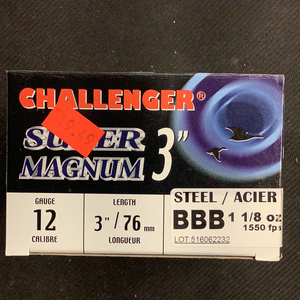 CHALLENGER®
SUPER
MAGNUM 3"
GAUGE
12
CALIBRE
LENGTH
3"/76 mm
LONGUEUR
STEEL / ACIER
BBB 1 1/8 oz
1550 fps
LOT 516062232